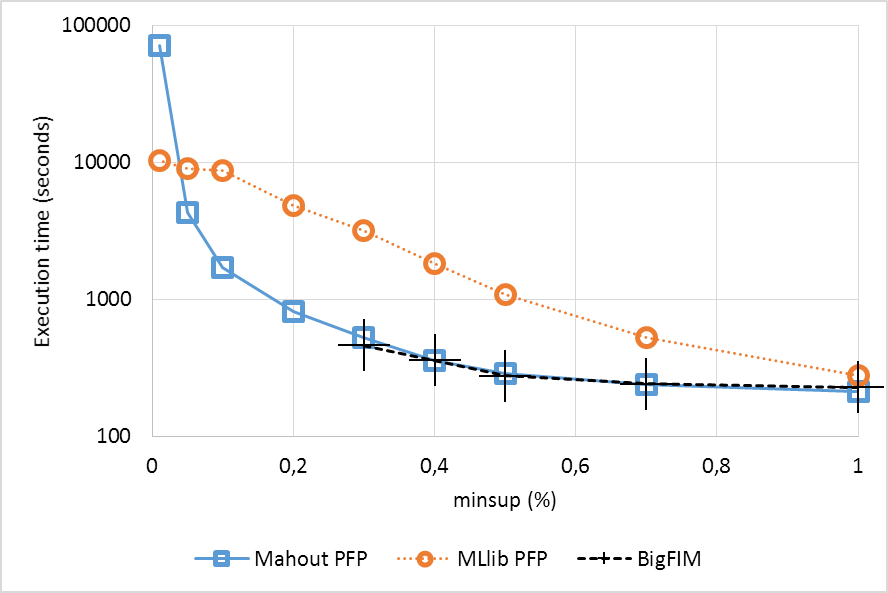 100000
10000
1000
100
Execution time (seconds)
0 0,2 0,4 0,6 0,8 1
minsup (%)
Mahout PFP MLlib PFP BigFIM